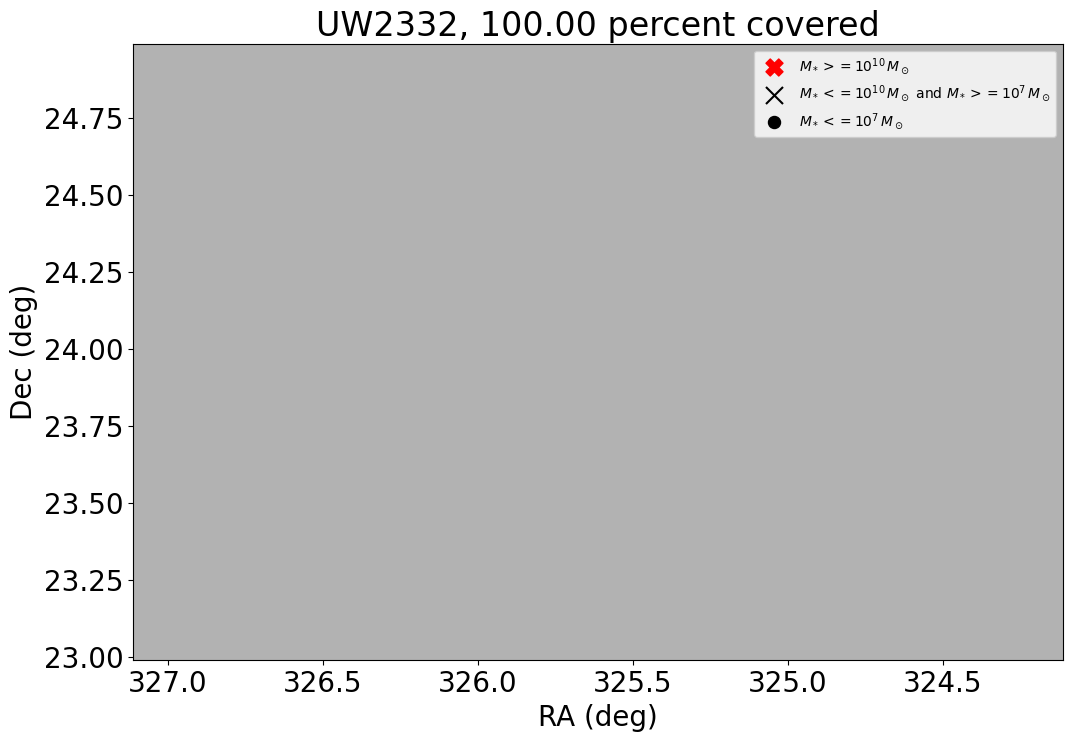 UW2332, 100.00 percent covered
M* >= 10^10 M⊙
M* <= 10^10 M⊙ and M* >= 10^7 M⊙
M* <= 10^7 M⊙
24.75
24.50
24.25
24.00
23.75
23.50
23.25
23.00
Dec (deg)
327.0 326.5 326.0 325.5 325.0 324.5
RA (deg)